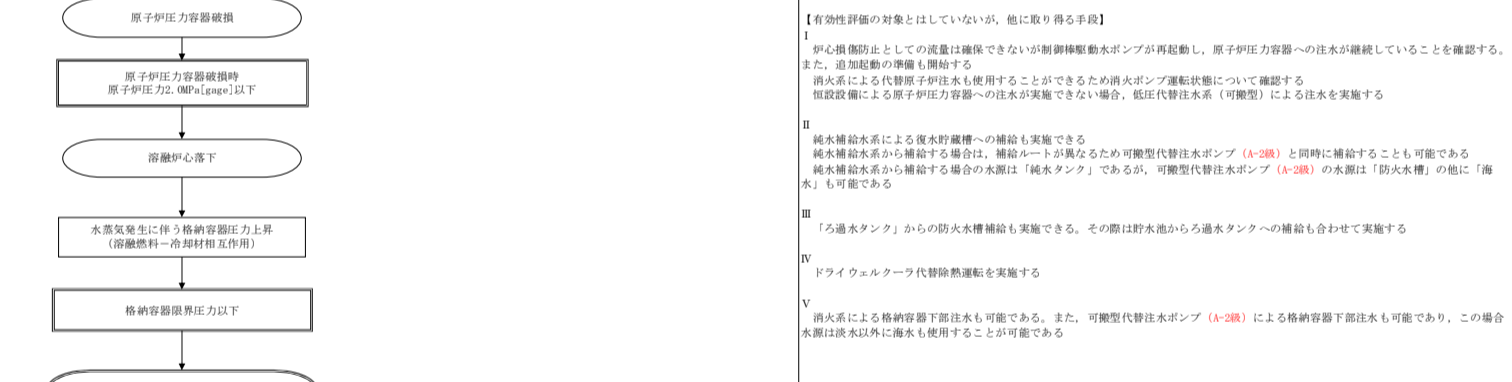 原子炉圧力容器破損
原子炉圧力容器破損時
原子炉圧力2.0MPa[gage]以下
溶融炉心落下
水蒸気発生に伴う格納容器圧力上昇
（溶融燃料－冷却材相互作用）
格納容器限界圧力以下
【有効性評価の対象とはしていないが，他に取り得る手段】
Ⅰ
炉心損傷防止としての流量は確保できないが制御棒駆動水ポンプが再起動し，原子炉圧力容器への注水が継続していることを確認する。
また，追加起動の準備も開始する
消火系による代替原子炉注水も使用することができるため消火ポンプ運転状態について確認する
恒設設備による原子炉圧力容器への注水が実施できない場合，低圧代替注水系（可搬型）による注水を実施する
Ⅱ
純水補給水系による復水貯蔵槽への補給も実施できる
純水補給水系から補給する場合は，補給ルートが異なるため可搬型代替注水ポンプ（A-2級）と同時に補給することも可能である
純水補給水系から補給する場合の水源は「純水タンク」であるが，可搬型代替注水ポンプ（A-2級）の水源は「防火水槽」の他に「海
水」も可能である
Ⅲ
「ろ過水タンク」からの防火水槽補給も実施できる。その際は貯水池からろ過水タンクへの補給も合わせて実施する
Ⅳ
ドライウェルクーラ代替除熱運転を実施する
Ⅴ
消火系による格納容器下部注水も可能である。また，可搬型代替注水ポンプ（A-2級）による格納容器下部注水も可能であり，この場合
水源は淡水以外に海水も使用することが可能である